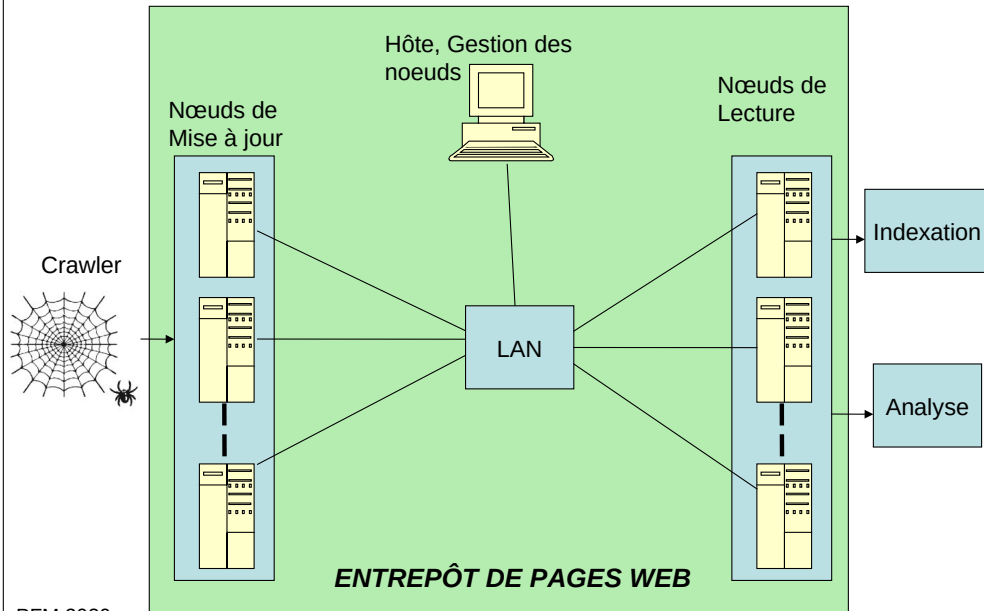 Hôte, Gestion des
noeuds
Nœuds de
Mise à jour
Nœuds de
Lecture
Crawler
LAN
Indexation
Analyse
ENTREPÔT DE PAGES WEB